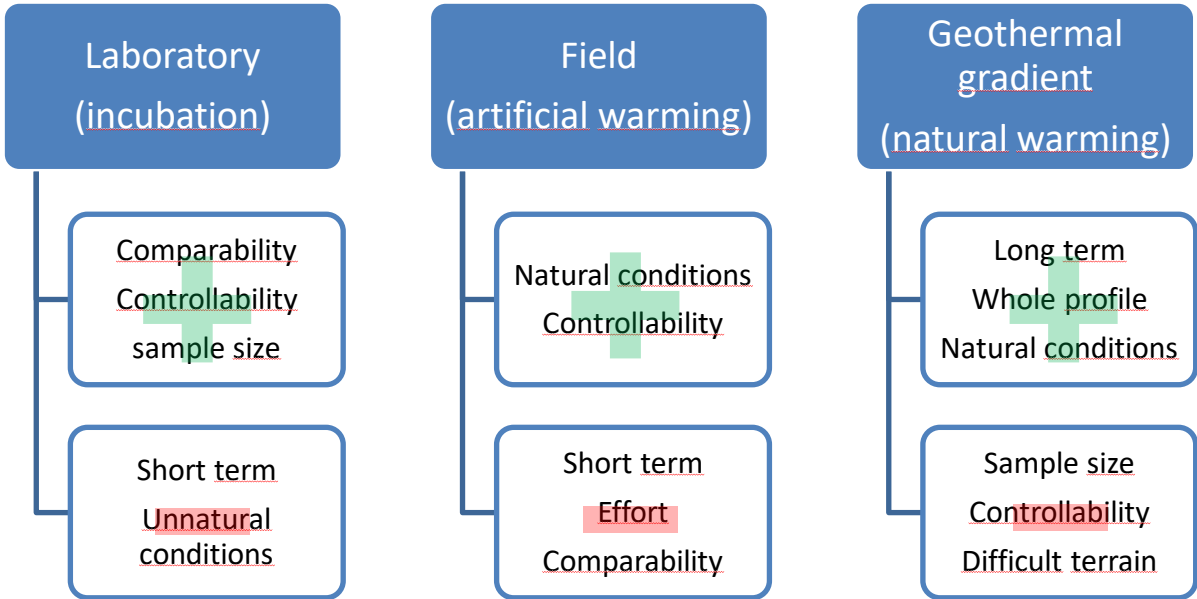 Laboratory
(incubation)
Comparability
Controllability
sample size
Short term
Unnatural
conditions
Field
(artificial warming)
Natural conditions
Controllability
Short term
Effort
Comparability
Geothermal
gradient
(natural warming)
Long term
Whole profile
Natural conditions
Sample size
Controllability
Difficult terrain